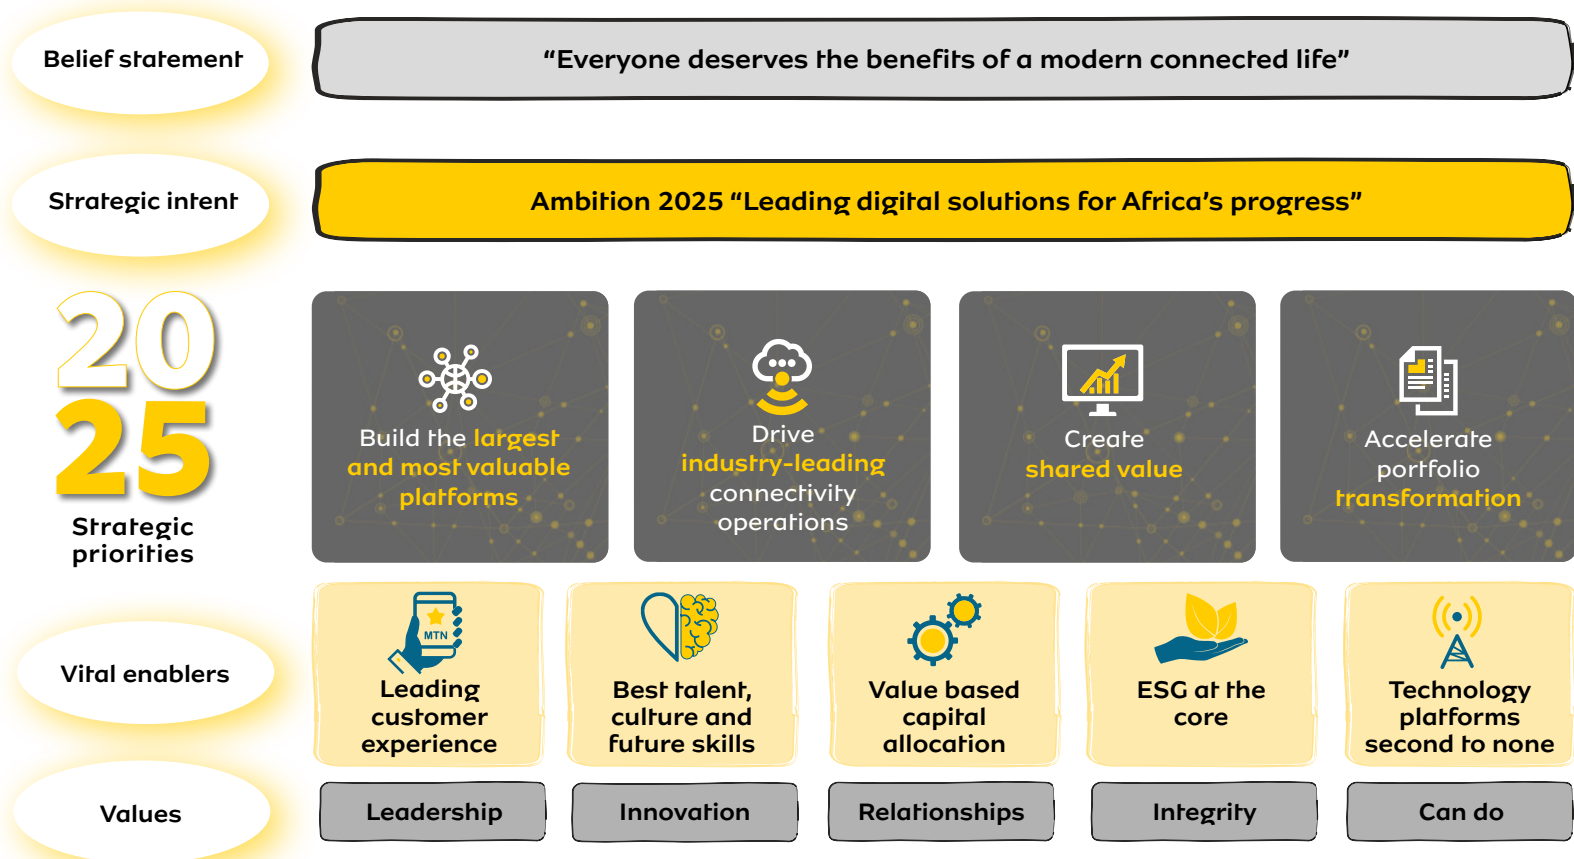 Belief statement
“Everyone deserves the benefits of a modern connected life”
Strategic intent
Ambition 2025 “Leading digital solutions for Africa’s progress”
20
25
Strategic
priorities
Build the largest
and most valuable
platforms
Drive
industry-leading
connectivity
operations
Create
shared value
Accelerate
portfolio
transformation
Vital enablers
MTN
Leading
customer
experience
Best talent,
culture and
future skills
Value based
capital
allocation
ESG at the
core
Technology
platforms
second to none
Values
Leadership
Innovation
Relationships
Integrity
Can do